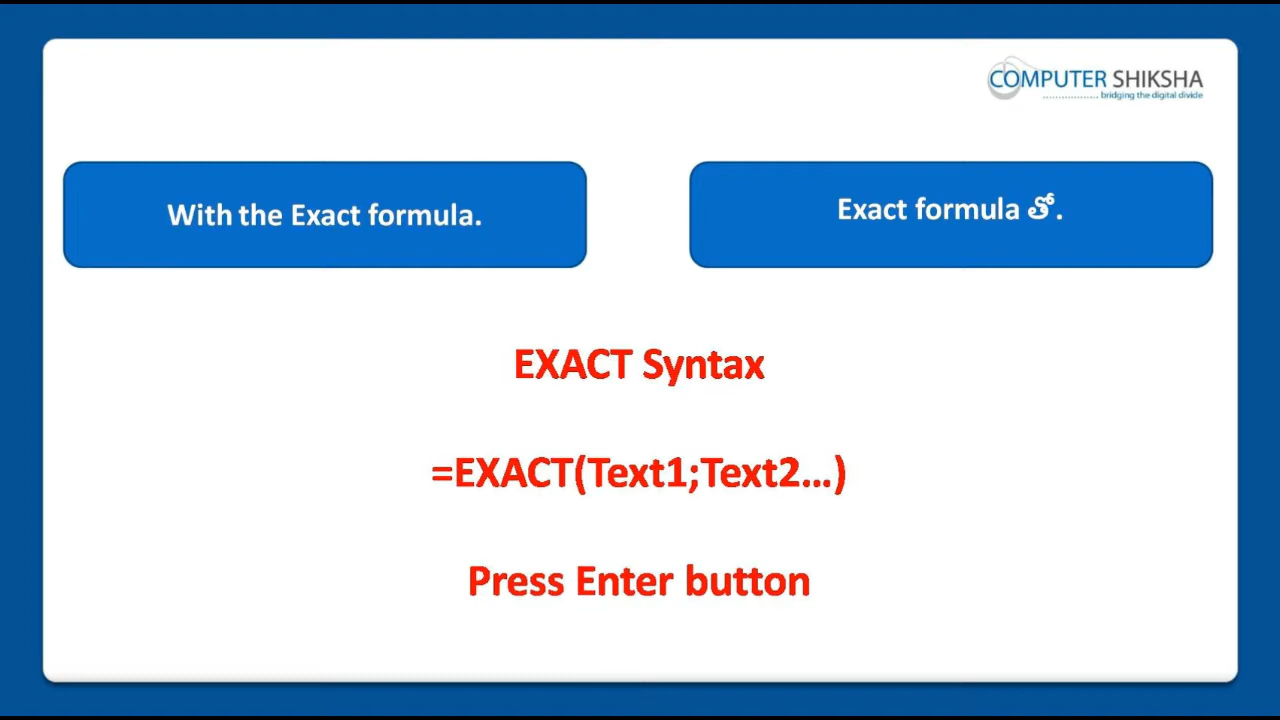 COMPUTER SHIKSHA
.................. bridging the digital divide
With the Exact formula.
Exact formula తో.
EXACT Syntax
=EXACT(Text1;Text2...)
Press Enter button